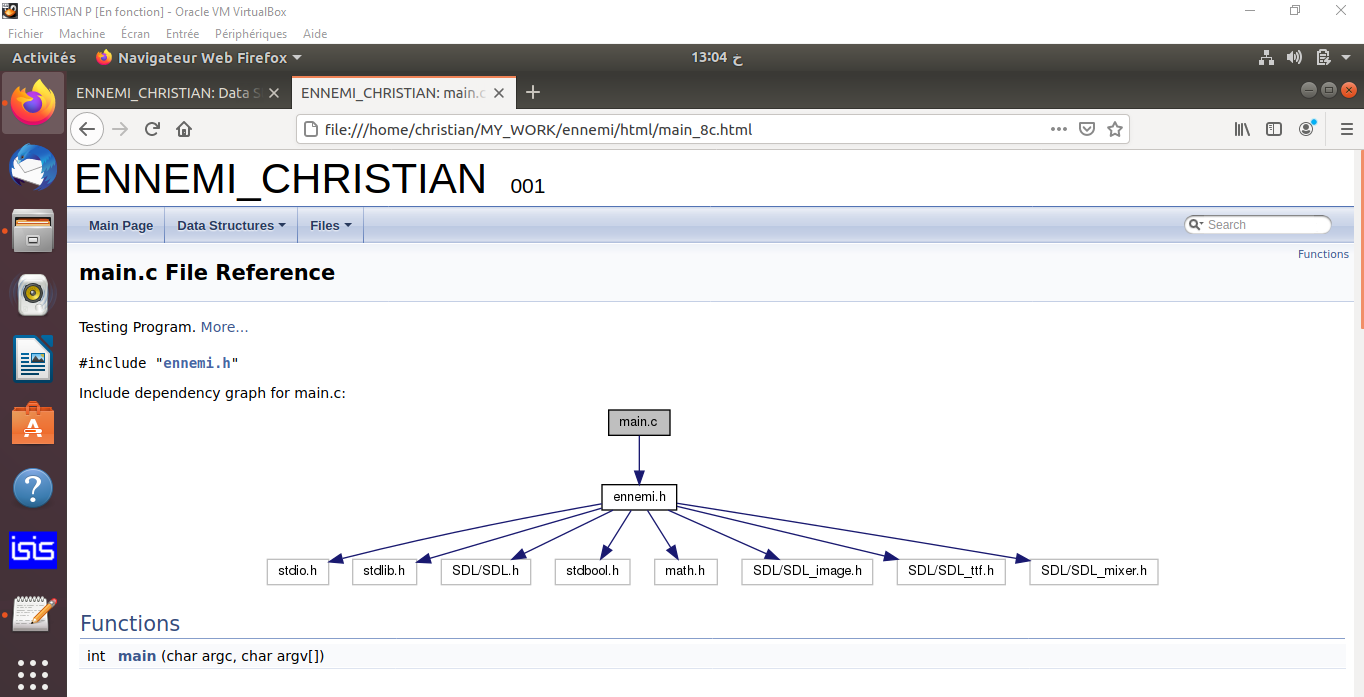 CHRISTIAN P [En fonction] - Oracle VM VirtualBox
Fichier Machine Écran Entrée Périphériques Aide
Activités Navigateur Web Firefox 13:04 خ
ENNEMI_CHRISTIAN: Data S ENNEMI_CHRISTIAN: main.c
file:///home/christian/MY_WORK/ennemi/html/main_8c.html
ENNEMI_CHRISTIAN 001
Main Page Data Structures Files Search
Functions
main.c File Reference
Testing Program. More...
#include "ennemi.h"
Include dependency graph for main.c:
main.c
ennemi.h
stdio.h stdlib.h SDL/SDL.h stdbool.h math.h SDL/SDL_image.h SDL/SDL_ttf.h SDL/SDL_mixer.h
isis
Functions
int main (char argc, char argv[])